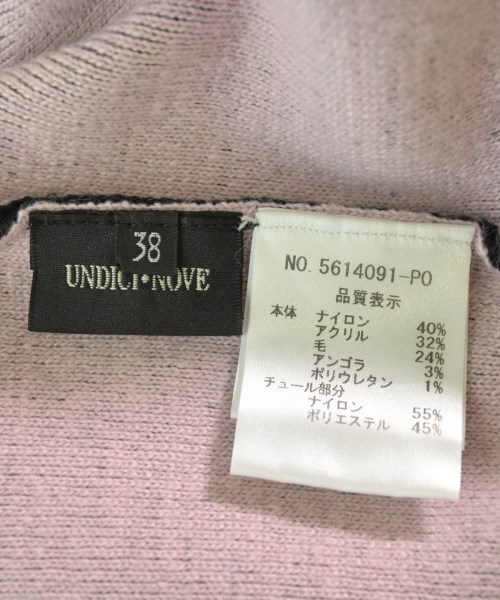 38
UNDICI•NOVE
NO. 5614091-PO
品質表示
本体 ナイロン 40%
アクリル 32%
毛 24%
アンゴラ 3%
ポリウレタン 1%
チュール部分
ナイロン 55%
ポリエステル 45%